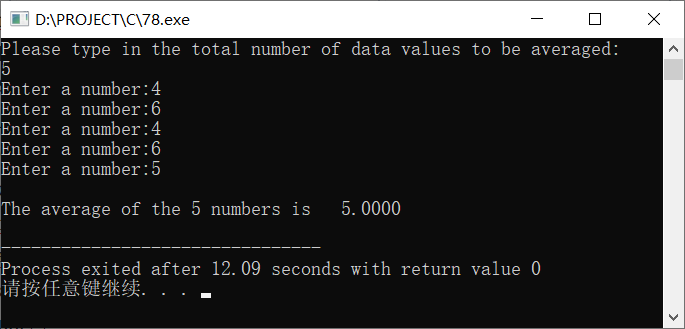 D:\PROJECT\C\78.exe
Please type in the total number of data values to be averaged:
5
Enter a number:4
Enter a number:6
Enter a number:4
Enter a number:6
Enter a number:5
The average of the 5 numbers is   5.0000
--------------------------------
Process exited after 12.09 seconds with return value 0
请按任意键继续. . .